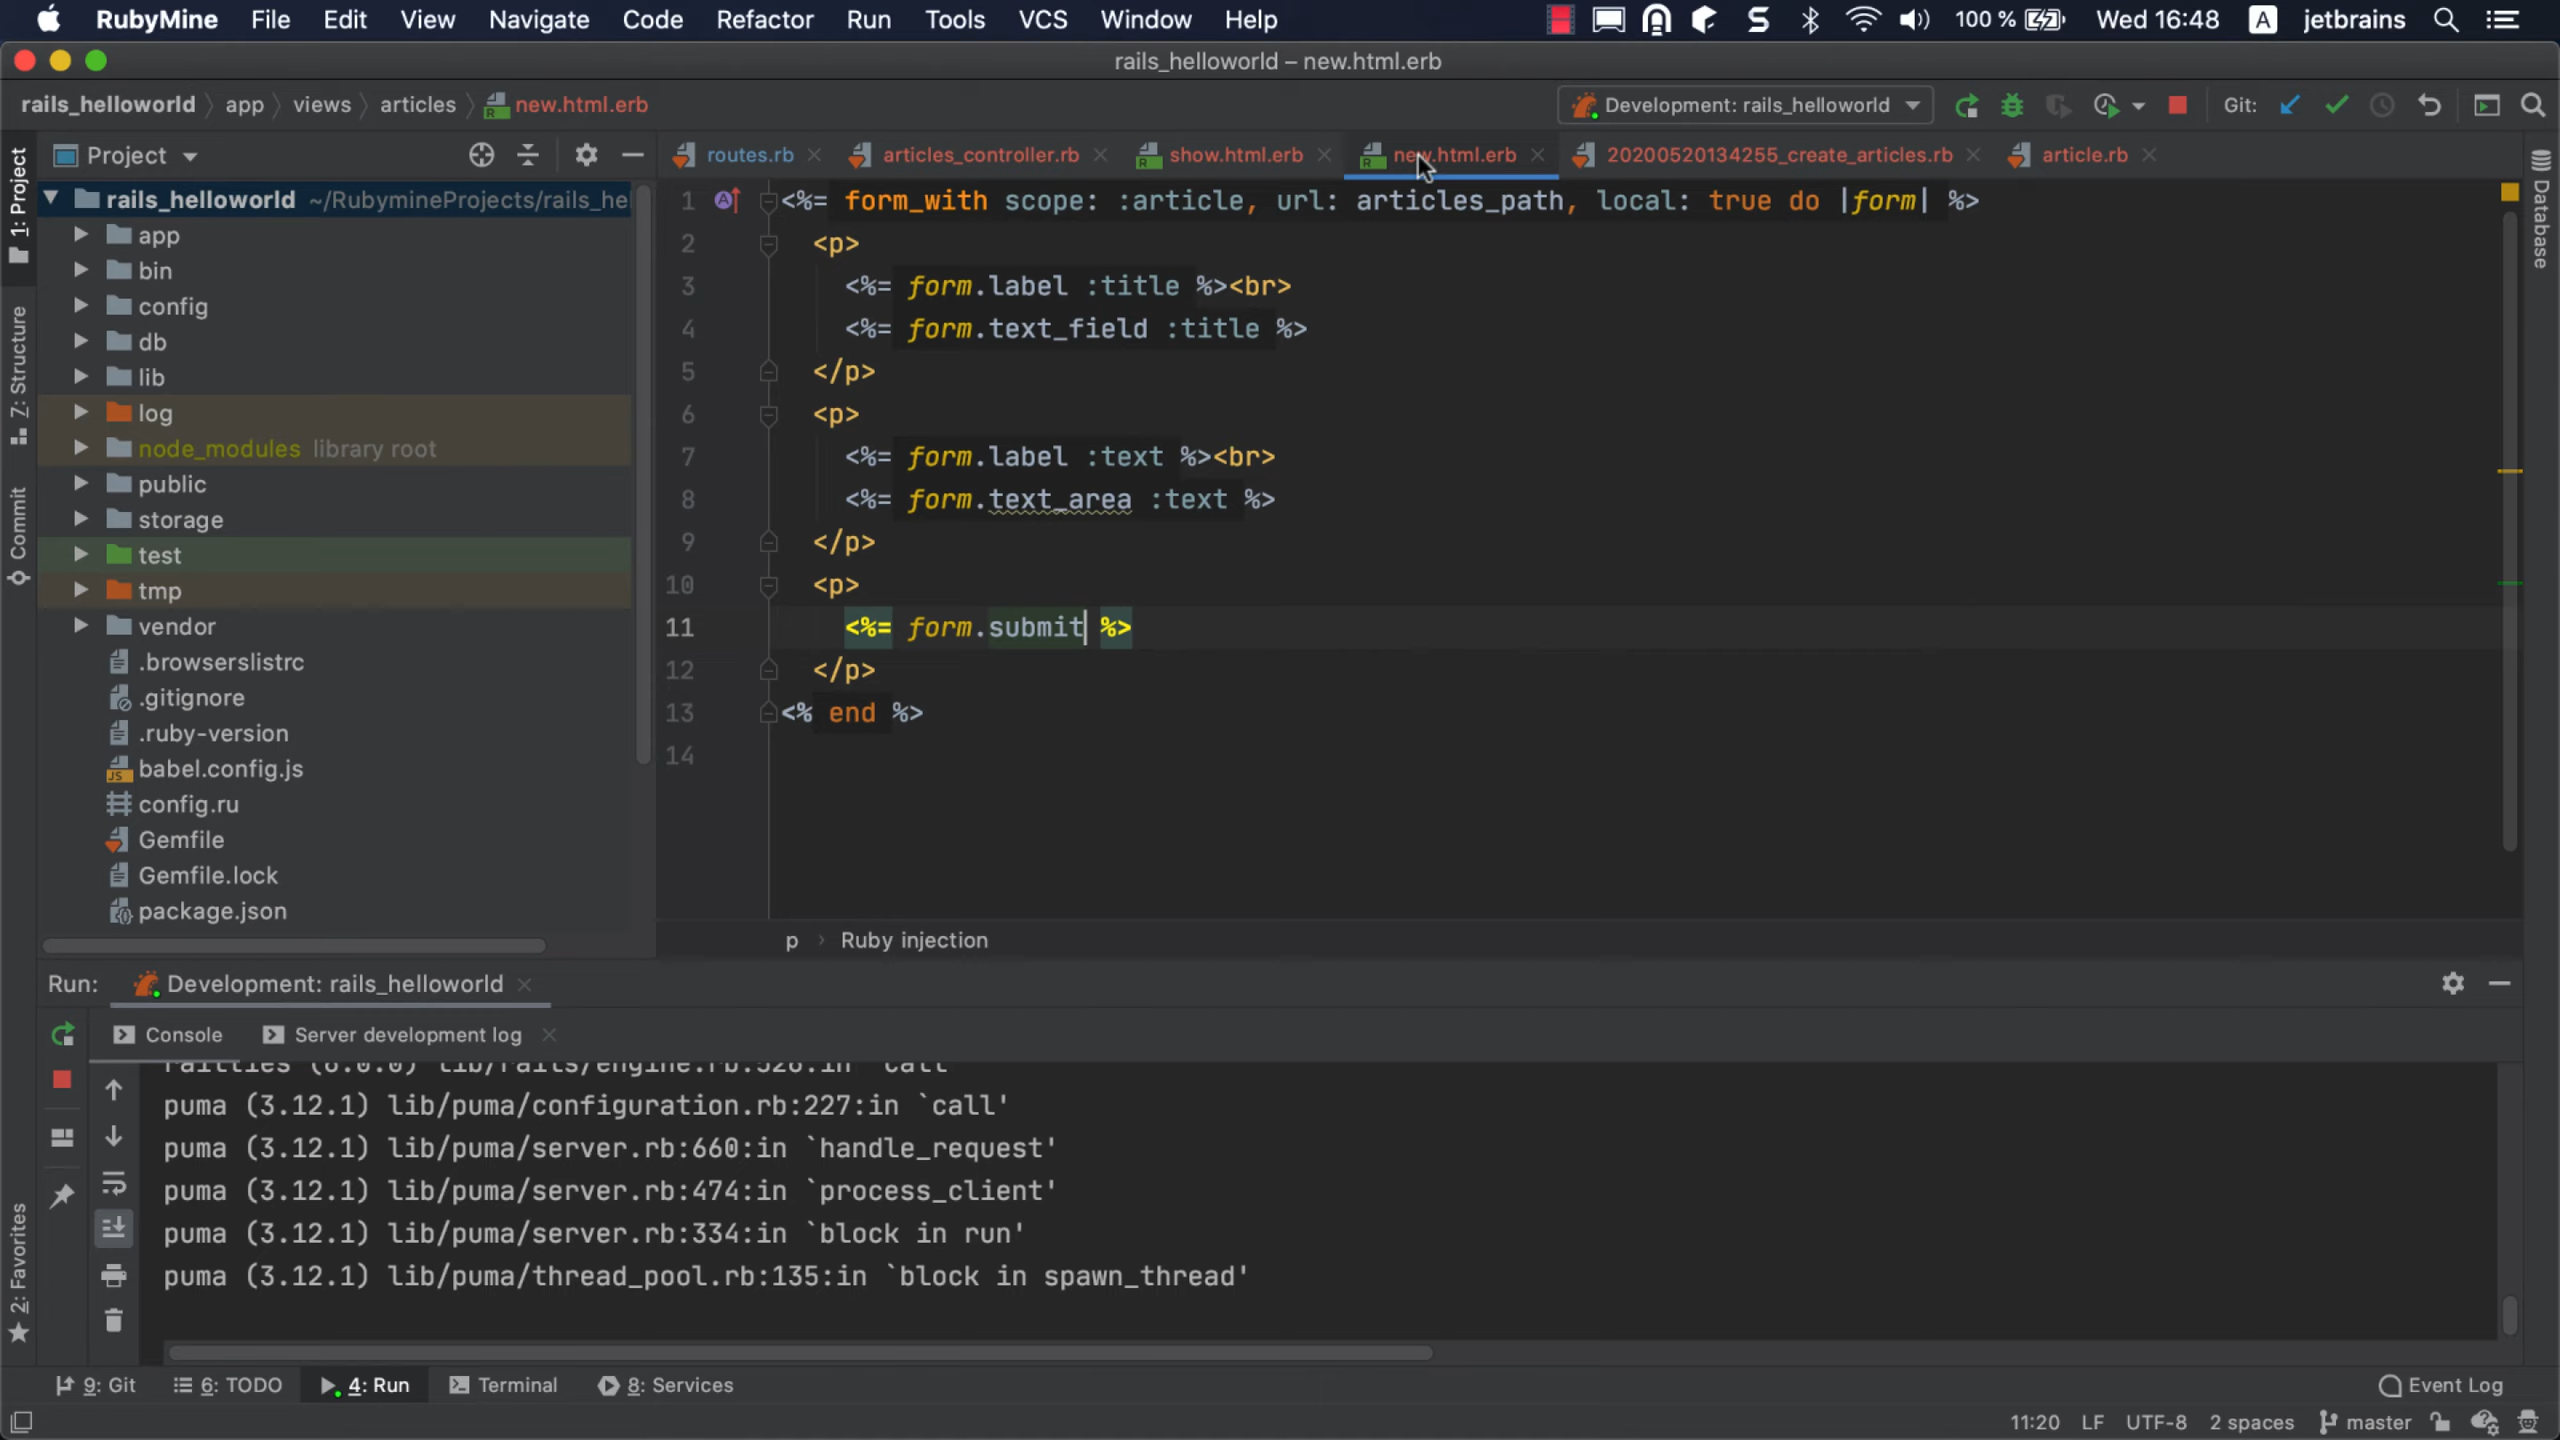 RubyMine File Edit View Navigate Code Refactor Run Tools VCS Window Help 100 % Wed 16:48 A jetbrains
rails_helloworld – new.html.erb
rails_helloworld app views articles new.html.erb Development: rails_helloworld Git:
1: Project
Z: Structure
Commit
2: Favorites
Project
rails_helloworld ~/RubymineProjects/rails_he
app
bin
config
db
lib
log
node_modules library root
public
storage
test
tmp
vendor
.browserslistrc
.gitignore
.ruby-version
babel.config.js
config.ru
Gemfile
Gemfile.lock
package.json
routes.rb articles_controller.rb show.html.erb new.html.erb 20200520134255_create_articles.rb article.rb
1 <%= form_with scope: :article, url: articles_path, local: true do |form| %>
2 <p>
3 <%= form.label :title %><br>
4 <%= form.text_field :title %>
5 </p>
6 <p>
7 <%= form.label :text %><br>
8 <%= form.text_area :text %>
9 </p>
10 <p>
11 <%= form.submit %>
12 </p>
13 <% end %>
14
p Ruby injection
Database
Run: Development: rails_helloworld
Console Server development log
railties (6.0.0) lib/rails/engine.rb:526:in `call'
puma (3.12.1) lib/puma/configuration.rb:227:in `call'
puma (3.12.1) lib/puma/server.rb:660:in `handle_request'
puma (3.12.1) lib/puma/server.rb:474:in `process_client'
puma (3.12.1) lib/puma/server.rb:334:in `block in run'
puma (3.12.1) lib/puma/thread_pool.rb:135:in `block in spawn_thread'
9: Git 6: TODO 4: Run Terminal 8: Services Event Log
11:20 LF UTF-8 2 spaces master